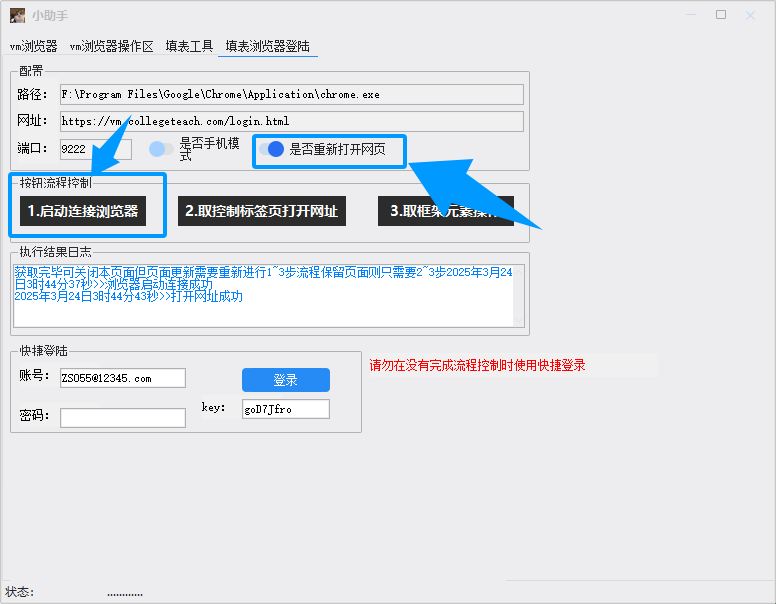 小助手
vm浏览器 vm浏览器操作区 填表工具 填表浏览器登陆
配置
路径: F:\Program Files\Google\Chrome\Application\chrome.exe
网址: https://vm.collegeteach.com/login.html
端口: 9222 是否手机模式 是否重新打开网页
按钮流程控制
1.启动连接浏览器 2.取控制标签页打开网址 3.取框架元素操作
执行结果日志
获取完毕可关闭本页面但页面更新需要重新进行1~3步流程保留页面则只需要2~3步2025年3月24
日3时44分37秒>>浏览器启动连接成功
2025年3月24日3时44分43秒>>打开网址成功
快捷登陆
账号: ZS055@12345.com 登录
请勿在没有完成流程控制时使用快捷登录
密码: key: goD7Jfro
状态: ............